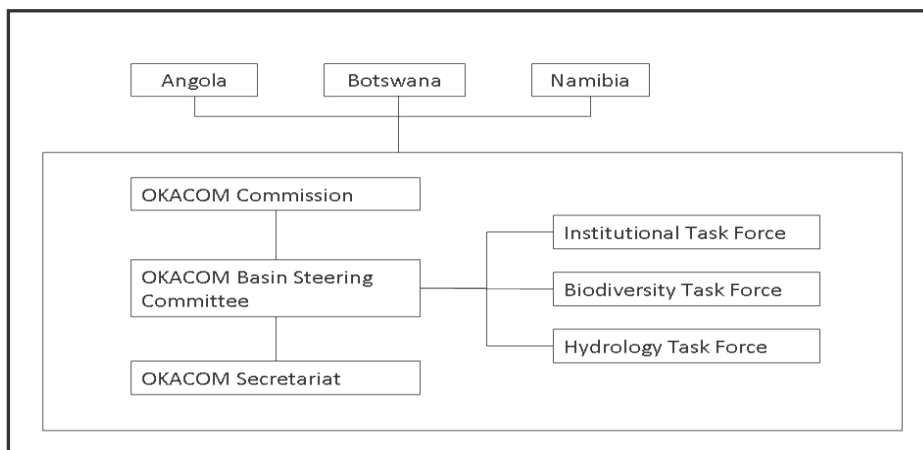 Angola
Botswana
Namibia
OKACOM Commission
OKACOM Basin Steering
Committee
OKACOM Secretariat
Institutional Task Force
Biodiversity Task Force
Hydrology Task Force